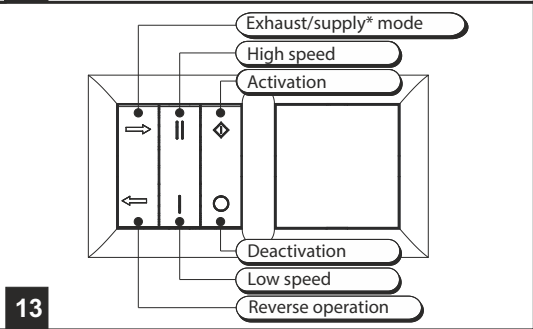 Exhaust/supply* mode
High speed
Activation
Deactivation
Low speed
Reverse operation
13